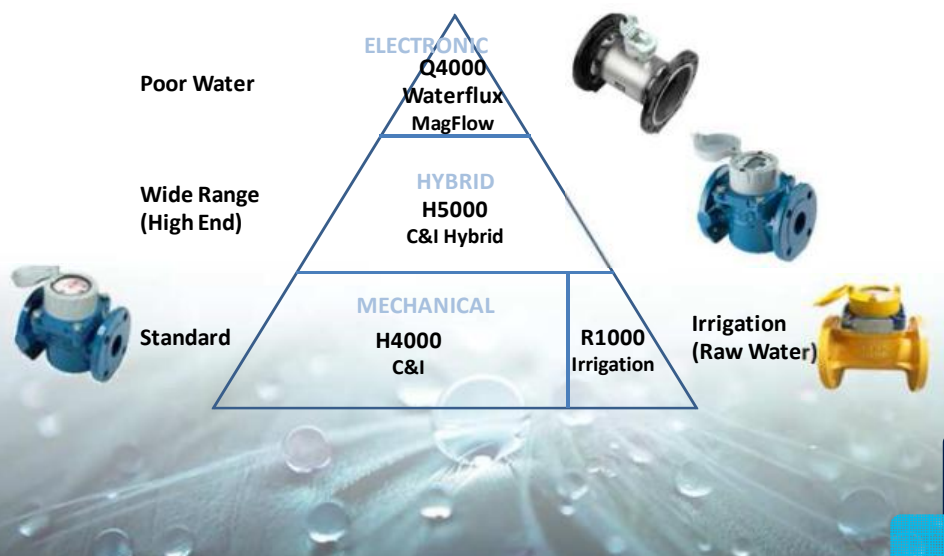 ELECTRONIC
Poor Water
Q4000
Waterflux
MagFlow
Wide Range
(High End)
HYBRID
H5000
C&I Hybrid
MECHANICAL
Standard
H4000
C&I
R1000
Irrigation
Irrigation
(Raw Water)